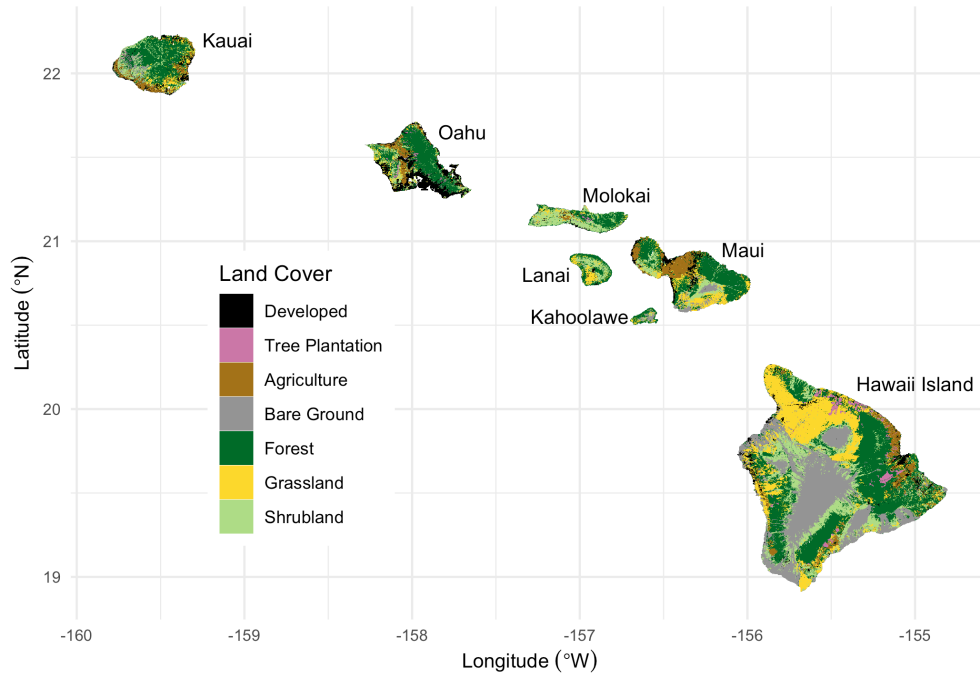 Kauai
Oahu
Molokai
Maui
Lanai
Kahoolawe
Hawaii Island
Land Cover
Developed
Tree Plantation
Agriculture
Bare Ground
Forest
Grassland
Shrubland
Latitude (°N)
22
21
20
19
-160
-159
-158
-157
-156
-155
Longitude (°W)